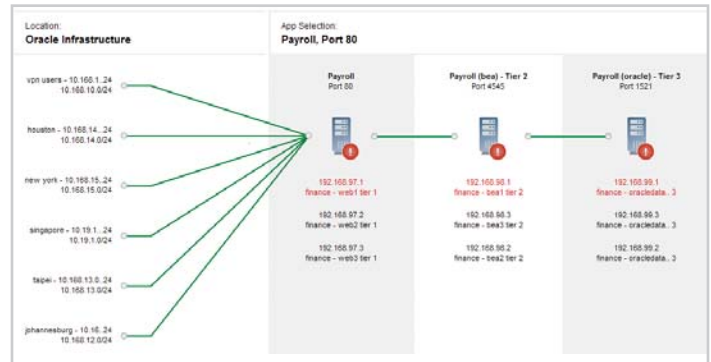 Location:
Oracle Infrastructure
App Selection:
Payroll, Port 80
vpn users - 10.168.1..24
10.168.10.0/24
houston - 10.168.14...24
10.168.14.0/24
new york - 10.168.15..24
10.168.15.0/24
singapore - 10.19.1...24
10.19.1.0/24
taipei - 10.168.13.0..24
10.168.13.0/24
johannesburg - 10.16..24
10.168.12.0/24
Payroll
Port 80
192.168.97.1
finance - web1 tier 1
192.168.97.2
finance - web2 tier 1
192.168.97.3
finance - web3 tier 1
Payroll (bea) - Tier 2
Port 4545
192.168.98.1
finance - bea1 tier 2
192.168.98.3
finance - bea3 tier 2
192.168.98.2
finance - bea2 tier 2
Payroll (oracle) - Tier 3
Port 1521
192.168.99.1
finance - oracledata.. 3
192.168.99.3
finance - oracledata.. 3
192.168.99.2
finance - oracledata.. 3